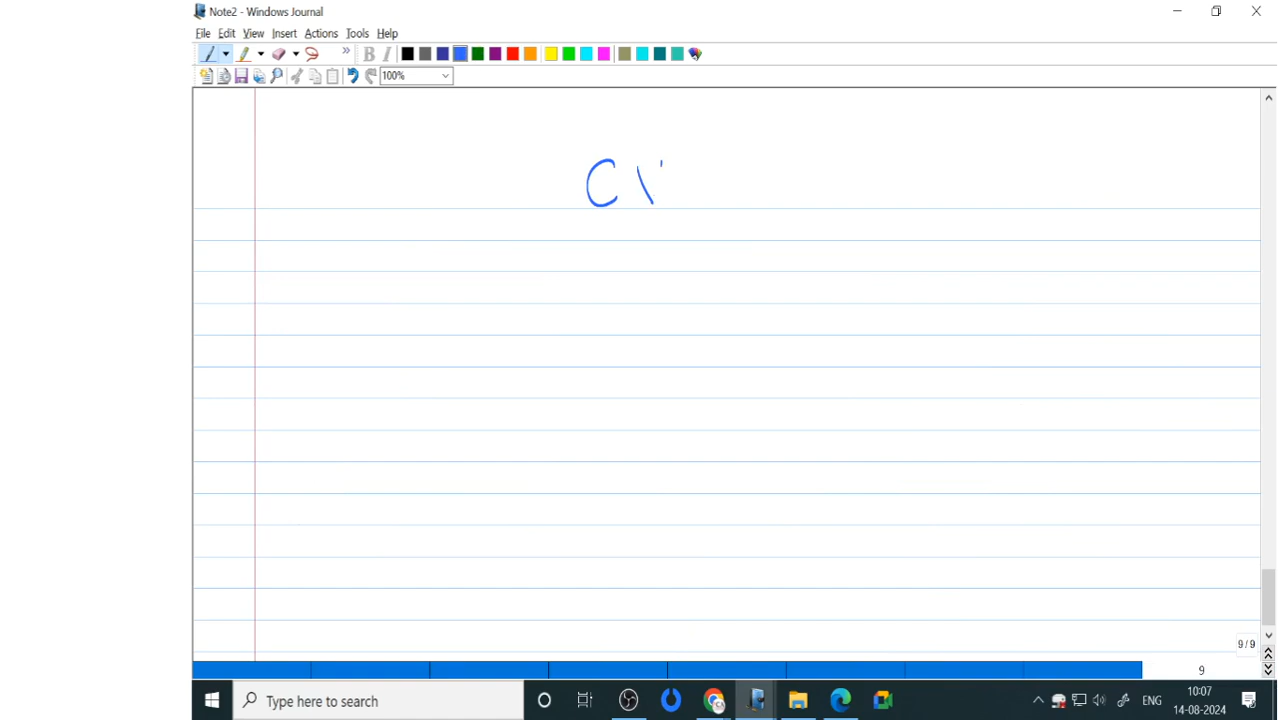 Note2 - Windows Journal
File Edit View Insert Actions Tools Help
» B I
100%
C
9/9
9
Type here to search
ENG
10:07
14-08-2024